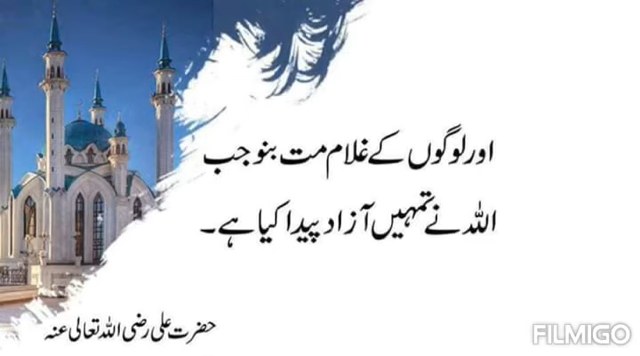 اور لوگوں کے غلام مت بنو جب
اللہ نے تمہیں آزاد پیدا کیا ہے۔
حضرت علی رضی اللہ تعالی عنہ
FILMIGO